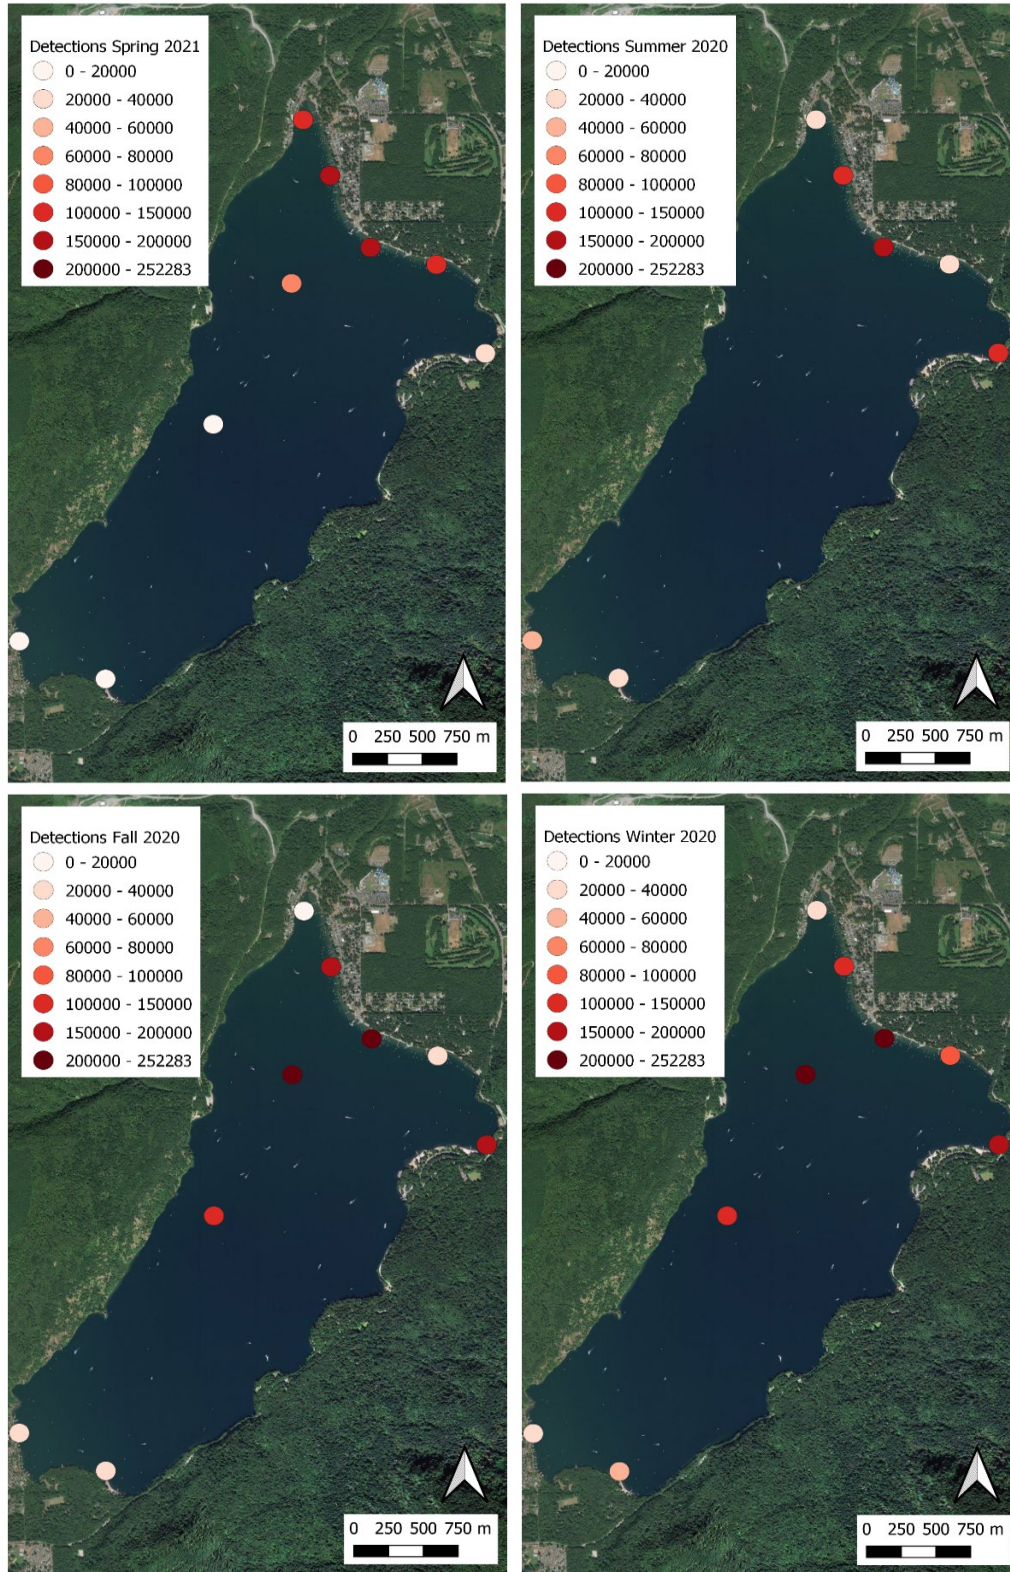 Detections Spring 2021
0 - 20000
20000 - 40000
40000 - 60000
60000 - 80000
80000 - 100000
100000 - 150000
150000 - 200000
200000 - 252283
0 250 500 750 m
Detections Summer 2020
0 - 20000
20000 - 40000
40000 - 60000
60000 - 80000
80000 - 100000
100000 - 150000
150000 - 200000
200000 - 252283
0 250 500 750 m
Detections Fall 2020
0 - 20000
20000 - 40000
40000 - 60000
60000 - 80000
80000 - 100000
100000 - 150000
150000 - 200000
200000 - 252283
0 250 500 750 m
Detections Winter 2020
0 - 20000
20000 - 40000
40000 - 60000
60000 - 80000
80000 - 100000
100000 - 150000
150000 - 200000
200000 - 252283
0 250 500 750 m